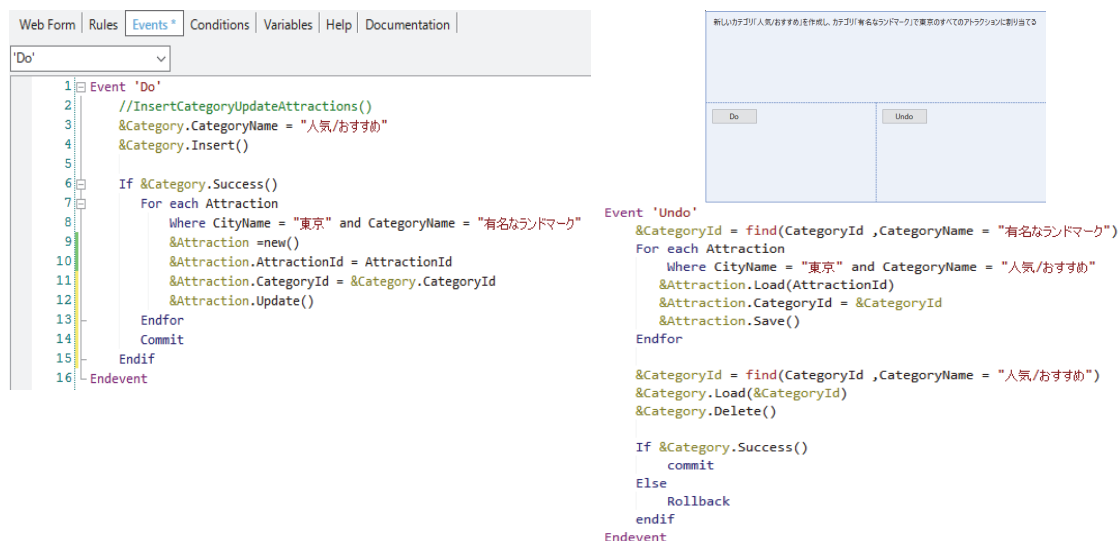 Web Form Rules Events * Conditions Variables Help Documentation
'Do'
1 Event 'Do'
2 //InsertCategoryUpdateAttractions()
3 &Category.CategoryName = "人気/おすすめ"
4 &Category.Insert()
5
6 If &Category.Success()
7 For each Attraction
8 Where CityName = "東京" and CategoryName = "有名なランドマーク"
9 &Attraction =new()
10 &Attraction.AttractionId = AttractionId
11 &Attraction.CategoryId = &Category.CategoryId
12 &Attraction.Update()
13 Endfor
14 Commit
15 Endif
16 Endevent
新しいカテゴリ「人気/おすすめ」を作成し、カテゴリ「有名なランドマーク」で東京のすべてのアトラクションに割り当てる
Do
Undo
Event 'Undo'
&CategoryId = find(CategoryId ,CategoryName = "有名なランドマーク")
For each Attraction
Where CityName = "東京" and CategoryName = "人気/おすすめ"
&Attraction.Load(AttractionId)
&Attraction.CategoryId = &CategoryId
&Attraction.Save()
Endfor
&CategoryId = find(CategoryId ,CategoryName = "人気/おすすめ")
&Category.Load(&CategoryId)
&Category.Delete()
If &Category.Success()
commit
Else
Rollback
endif
Endevent